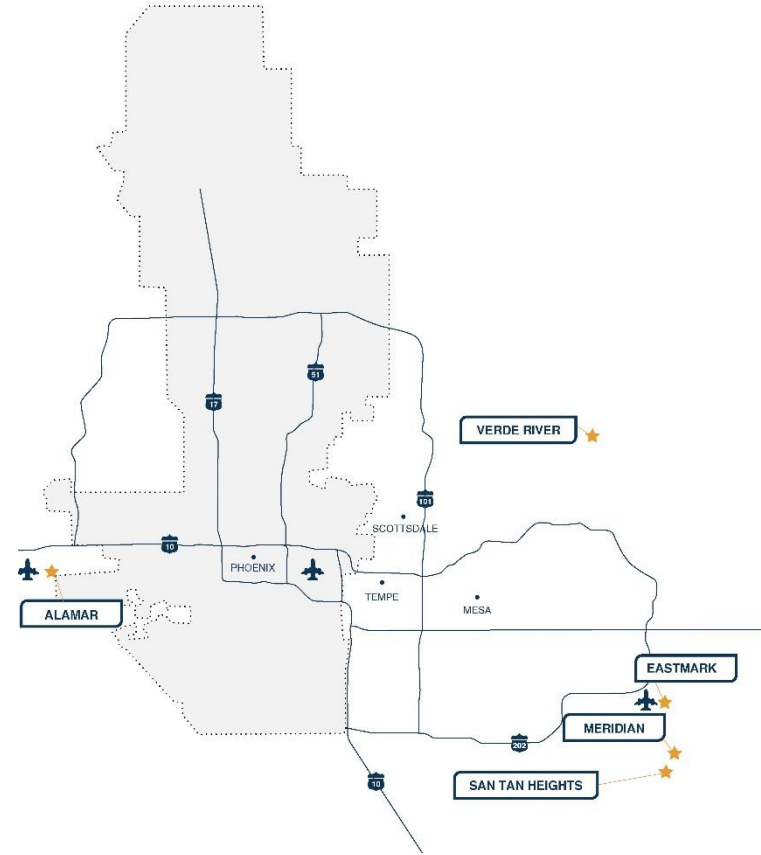 51
17
VERDE RIVER
101
SCOTTSDALE
10
PHOENIX
TEMPE
MESA
ALAMAR
EASTMARK
MERIDIAN
202
SAN TAN HEIGHTS
10